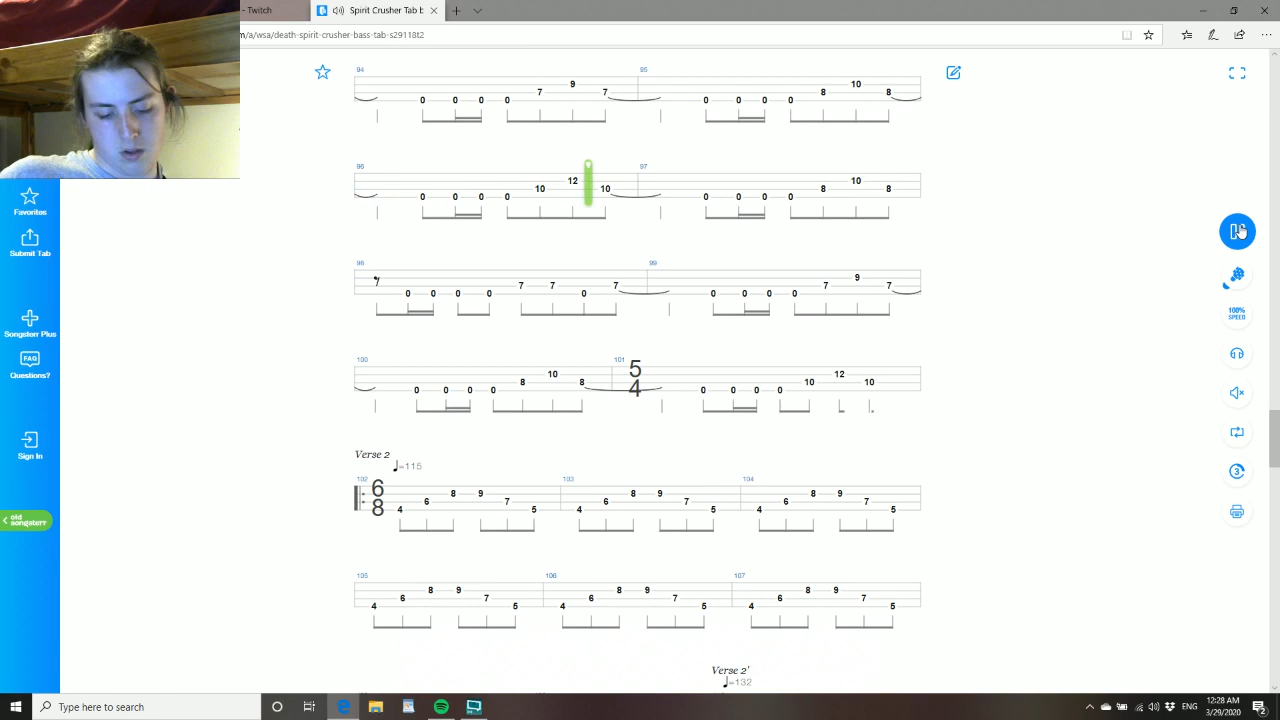 - Twitch
Spirit Crusher Tab b
m/a/wsa/death-spirit-crusher-bass-tab-s29118t2
94 95
9 10
7 7 8 8
0 0 0 0 0 0 0 0
96 97
12 10
10 10 8 8
0 0 0 0 0 0 0 0
98 99
9
7 7 7 7 7
0 0 0 0 0 0 0 0 0
100 101
5
4
10 12
8 8 10 10
0 0 0 0 0 0 0 0
Verse 2
♩=115
102 103 104
6
8
4 6 8 9 7 5 4 6 8 9 7 5 4 6 8 9 7 5
105 106 107
4 6 8 9 7 5 4 6 8 9 7 5 4 6 8 9 7 5
Verse 2'
♩=132
Favorites
Submit Tab
Songsterr Plus
FAQ
Questions?
Sign In
old
songsterr
100%
SPEED
3
Type here to search
ENG
12:28 AM
3/29/2020
2